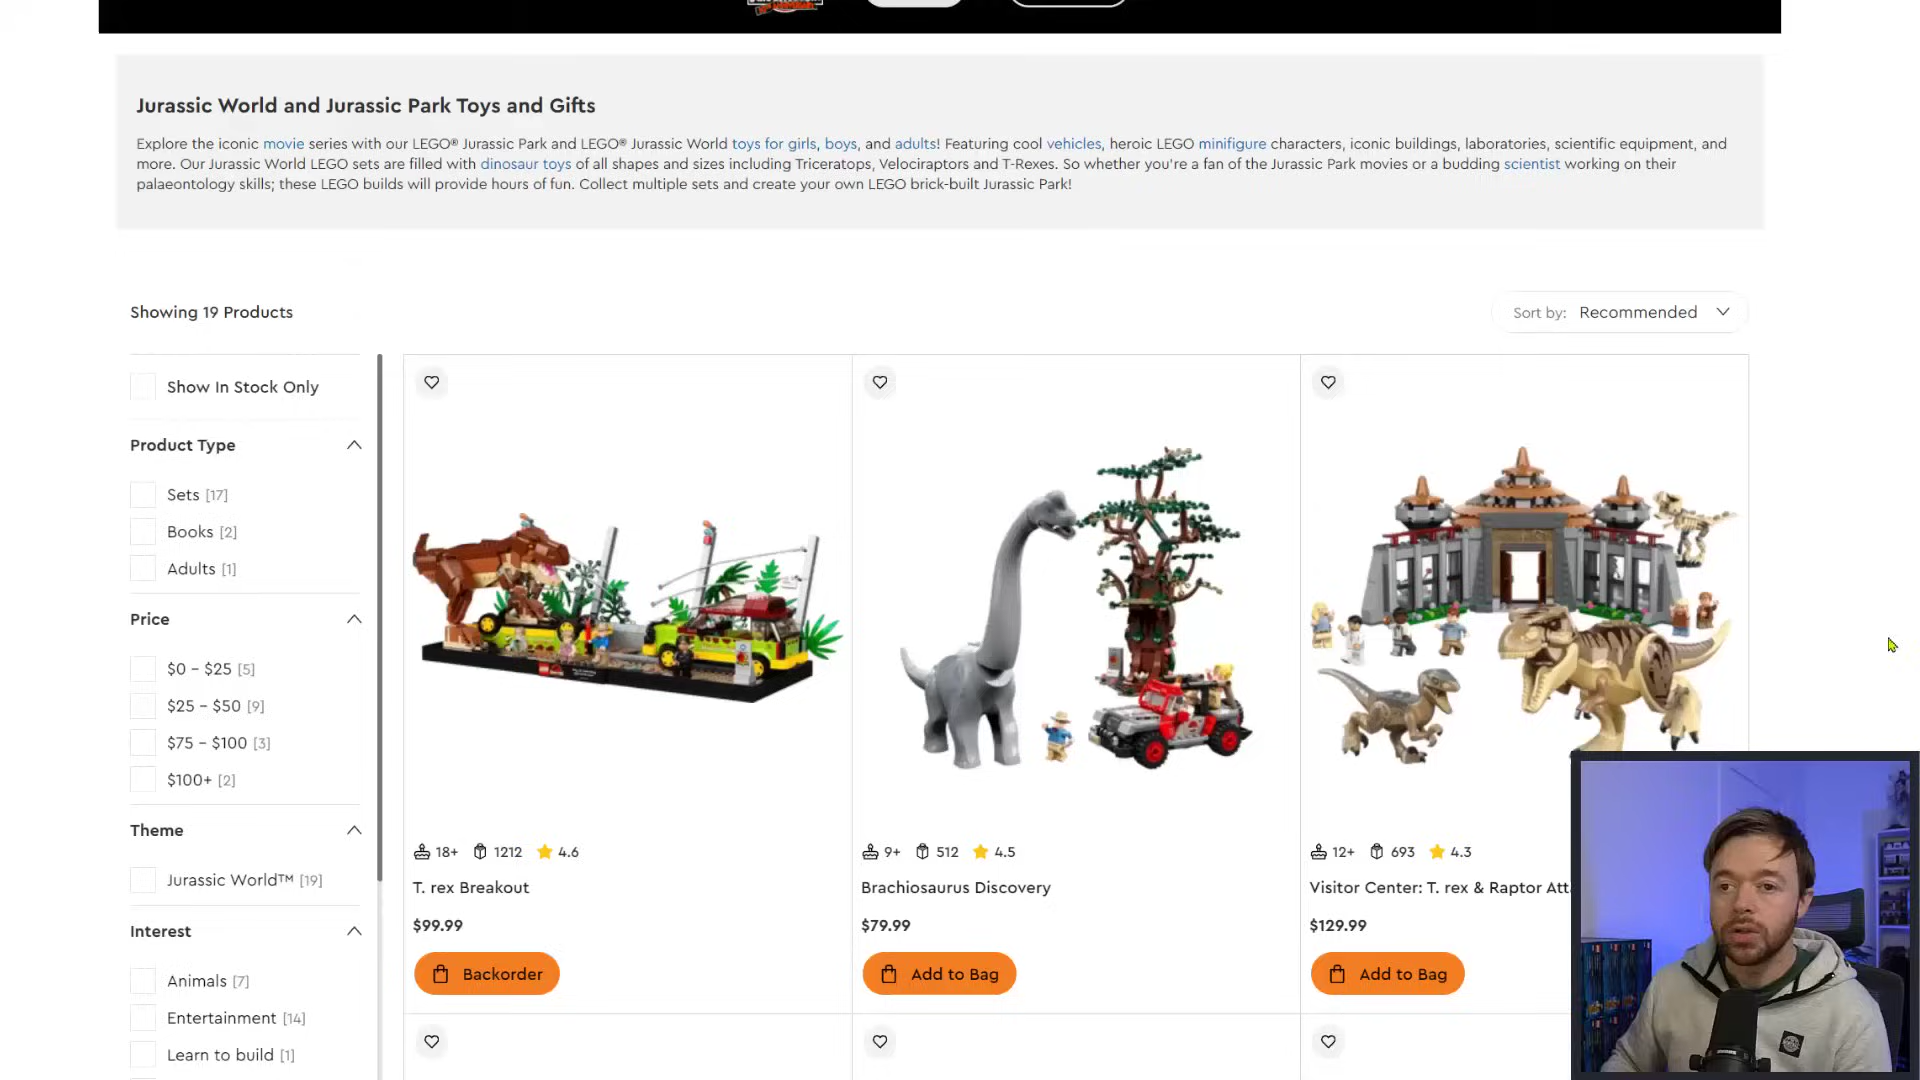 Jurassic World and Jurassic Park Toys and Gifts
Explore the iconic movie series with our LEGO® Jurassic Park and LEGO® Jurassic World toys for girls, boys, and adults! Featuring cool vehicles, heroic LEGO minifigure characters, iconic buildings, laboratories, scientific equipment, and
more. Our Jurassic World LEGO sets are filled with dinosaur toys of all shapes and sizes including Triceratops, Velociraptors and T-Rexes. So whether you're a fan of the Jurassic Park movies or a budding scientist working on their
palaeontology skills; these LEGO builds will provide hours of fun. Collect multiple sets and create your own LEGO brick-built Jurassic Park!
Showing 19 Products
Sort by: Recommended
Show In Stock Only
Product Type
Sets [17]
Books [2]
Adults [1]
Price
$0 - $25 [5]
$25 - $50 [9]
$75 - $100 [3]
$100+ [2]
Theme
Jurassic World™ [19]
Interest
Animals [7]
Entertainment [14]
Learn to build [1]
18+ 1212 4.6
T. rex Breakout
$99.99
Backorder
9+ 512 4.5
Brachiosaurus Discovery
$79.99
Add to Bag
12+ 693 4.3
Visitor Center: T. rex & Raptor
$129.99
Add to Bag